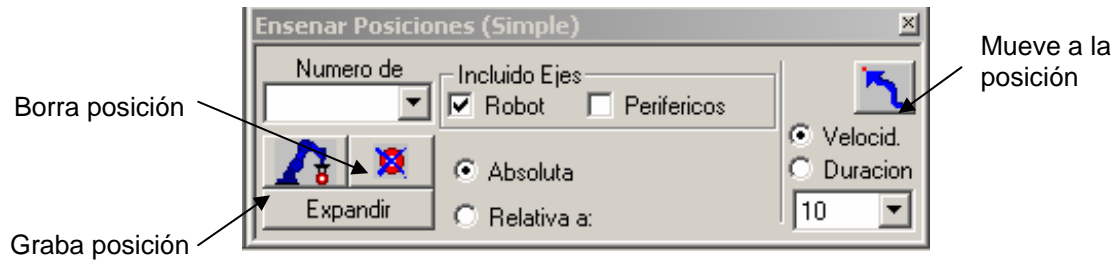 Ensenar Posiciones (Simple)
Mueve a la
posición
Numero de
Incluido Ejes
Robot
Perifericos
Borra posición
Velocid.
Absoluta
Duracion
Expandir
Relativa a:
10
Graba posición